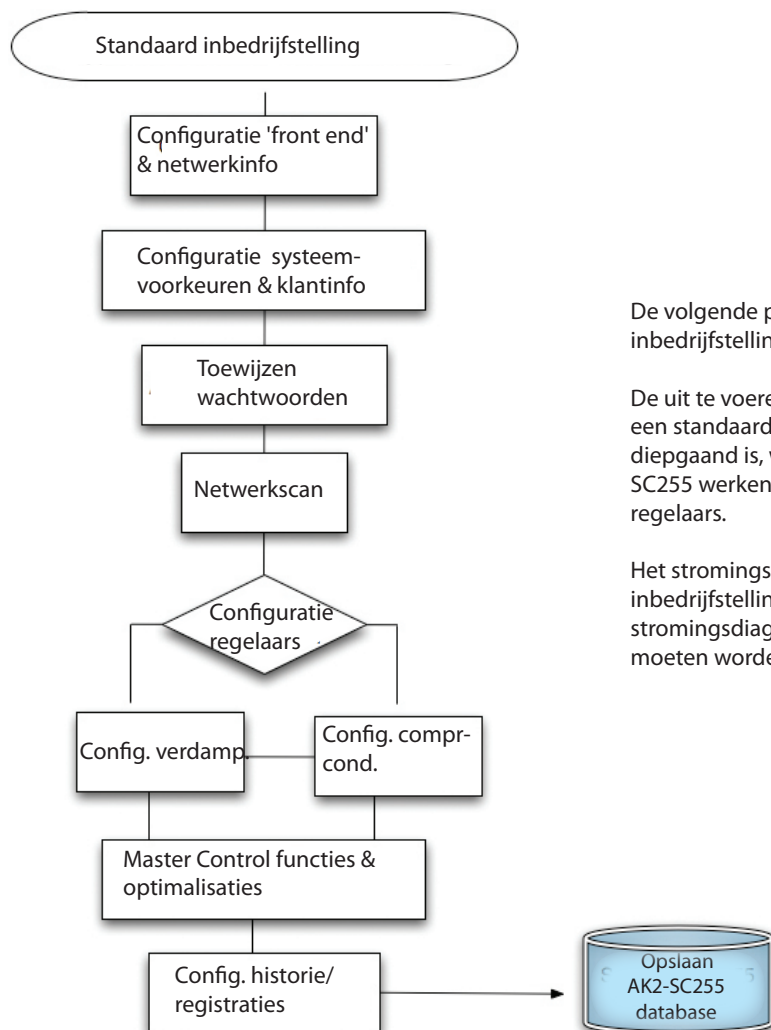 Standaard inbedrijfstelling
Configuratie 'front end'
& netwerkinfo
Configuratie systeem-
voorkeuren & klantinfo
Toewijzen
wachtwoorden
Netwerkscan
Configuratie
regelaars
Config. verdamp.
Config. compr-
cond.
Master Control functies &
optimalisaties
Config. historie/
registraties
Opslaan
AK2-SC255
database
De volgende p
inbedrijfstellin
De uit te voere
een standaard
diepgaand is, v
SC255 werken
regelaars.
Het stromings
inbedrijfstellin
stromingsdiag
moeten worde